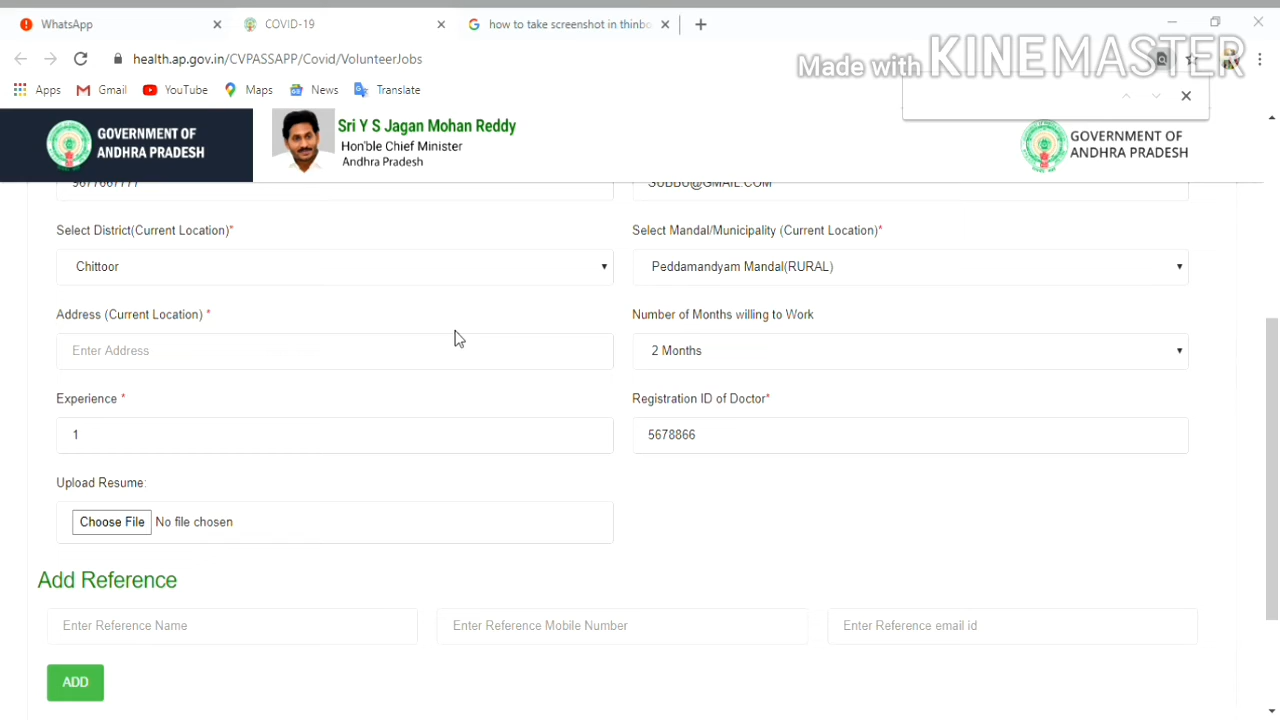 WhatsApp
COVID-19
how to take screenshot in thinbo
health.ap.gov.in/CVPASSAPP/Covid/VolunteerJobs
Made with KINEMASTER
Apps
Gmail
YouTube
Maps
News
Translate
GOVERNMENT OF
ANDHRA PRADESH
Sri Y S Jagan Mohan Reddy
Hon'ble Chief Minister
Andhra Pradesh
GOVERNMENT OF
ANDHRA PRADESH
9677667777
SUBBU@GMAIL.COM
Select District(Current Location)*
Select Mandal/Municipality (Current Location)*
Chittoor
Peddamandyam Mandal(RURAL)
Address (Current Location) *
Number of Months willing to Work
Enter Address
2 Months
Experience *
Registration ID of Doctor*
1
5678866
Upload Resume:
Choose File No file chosen
Add Reference
Enter Reference Name
Enter Reference Mobile Number
Enter Reference email id
ADD